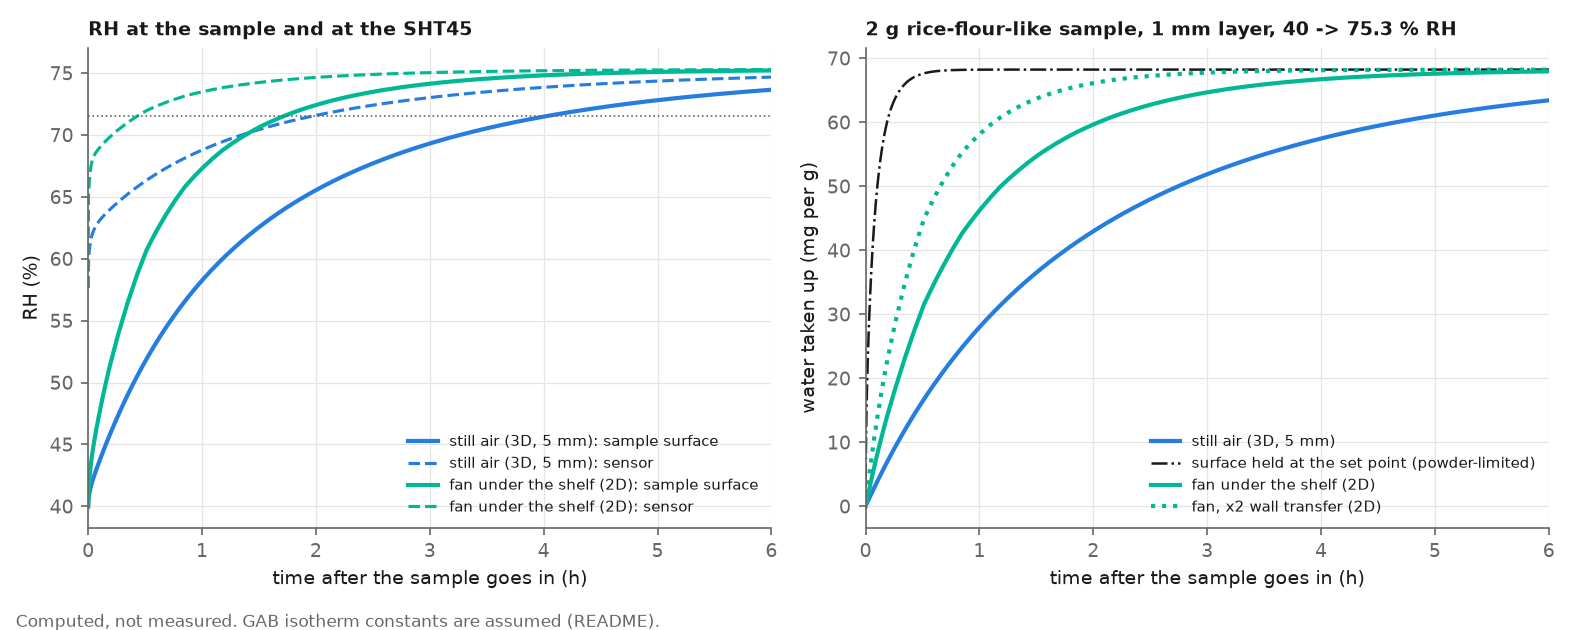 RH at the sample and at the SHT45
RH (%)
75
70
65
60
55
50
45
40
still air (3D, 5 mm): sample surface
still air (3D, 5 mm): sensor
fan under the shelf (2D): sample surface
fan under the shelf (2D): sensor
0 1 2 3 4 5 6
time after the sample goes in (h)
2 g rice-flour-like sample, 1 mm layer, 40 -> 75.3 % RH
water taken up (mg per g)
70
60
50
40
30
20
10
0
still air (3D, 5 mm)
surface held at the set point (powder-limited)
fan under the shelf (2D)
fan, x2 wall transfer (2D)
0 1 2 3 4 5 6
time after the sample goes in (h)
Computed, not measured. GAB isotherm constants are assumed (README).